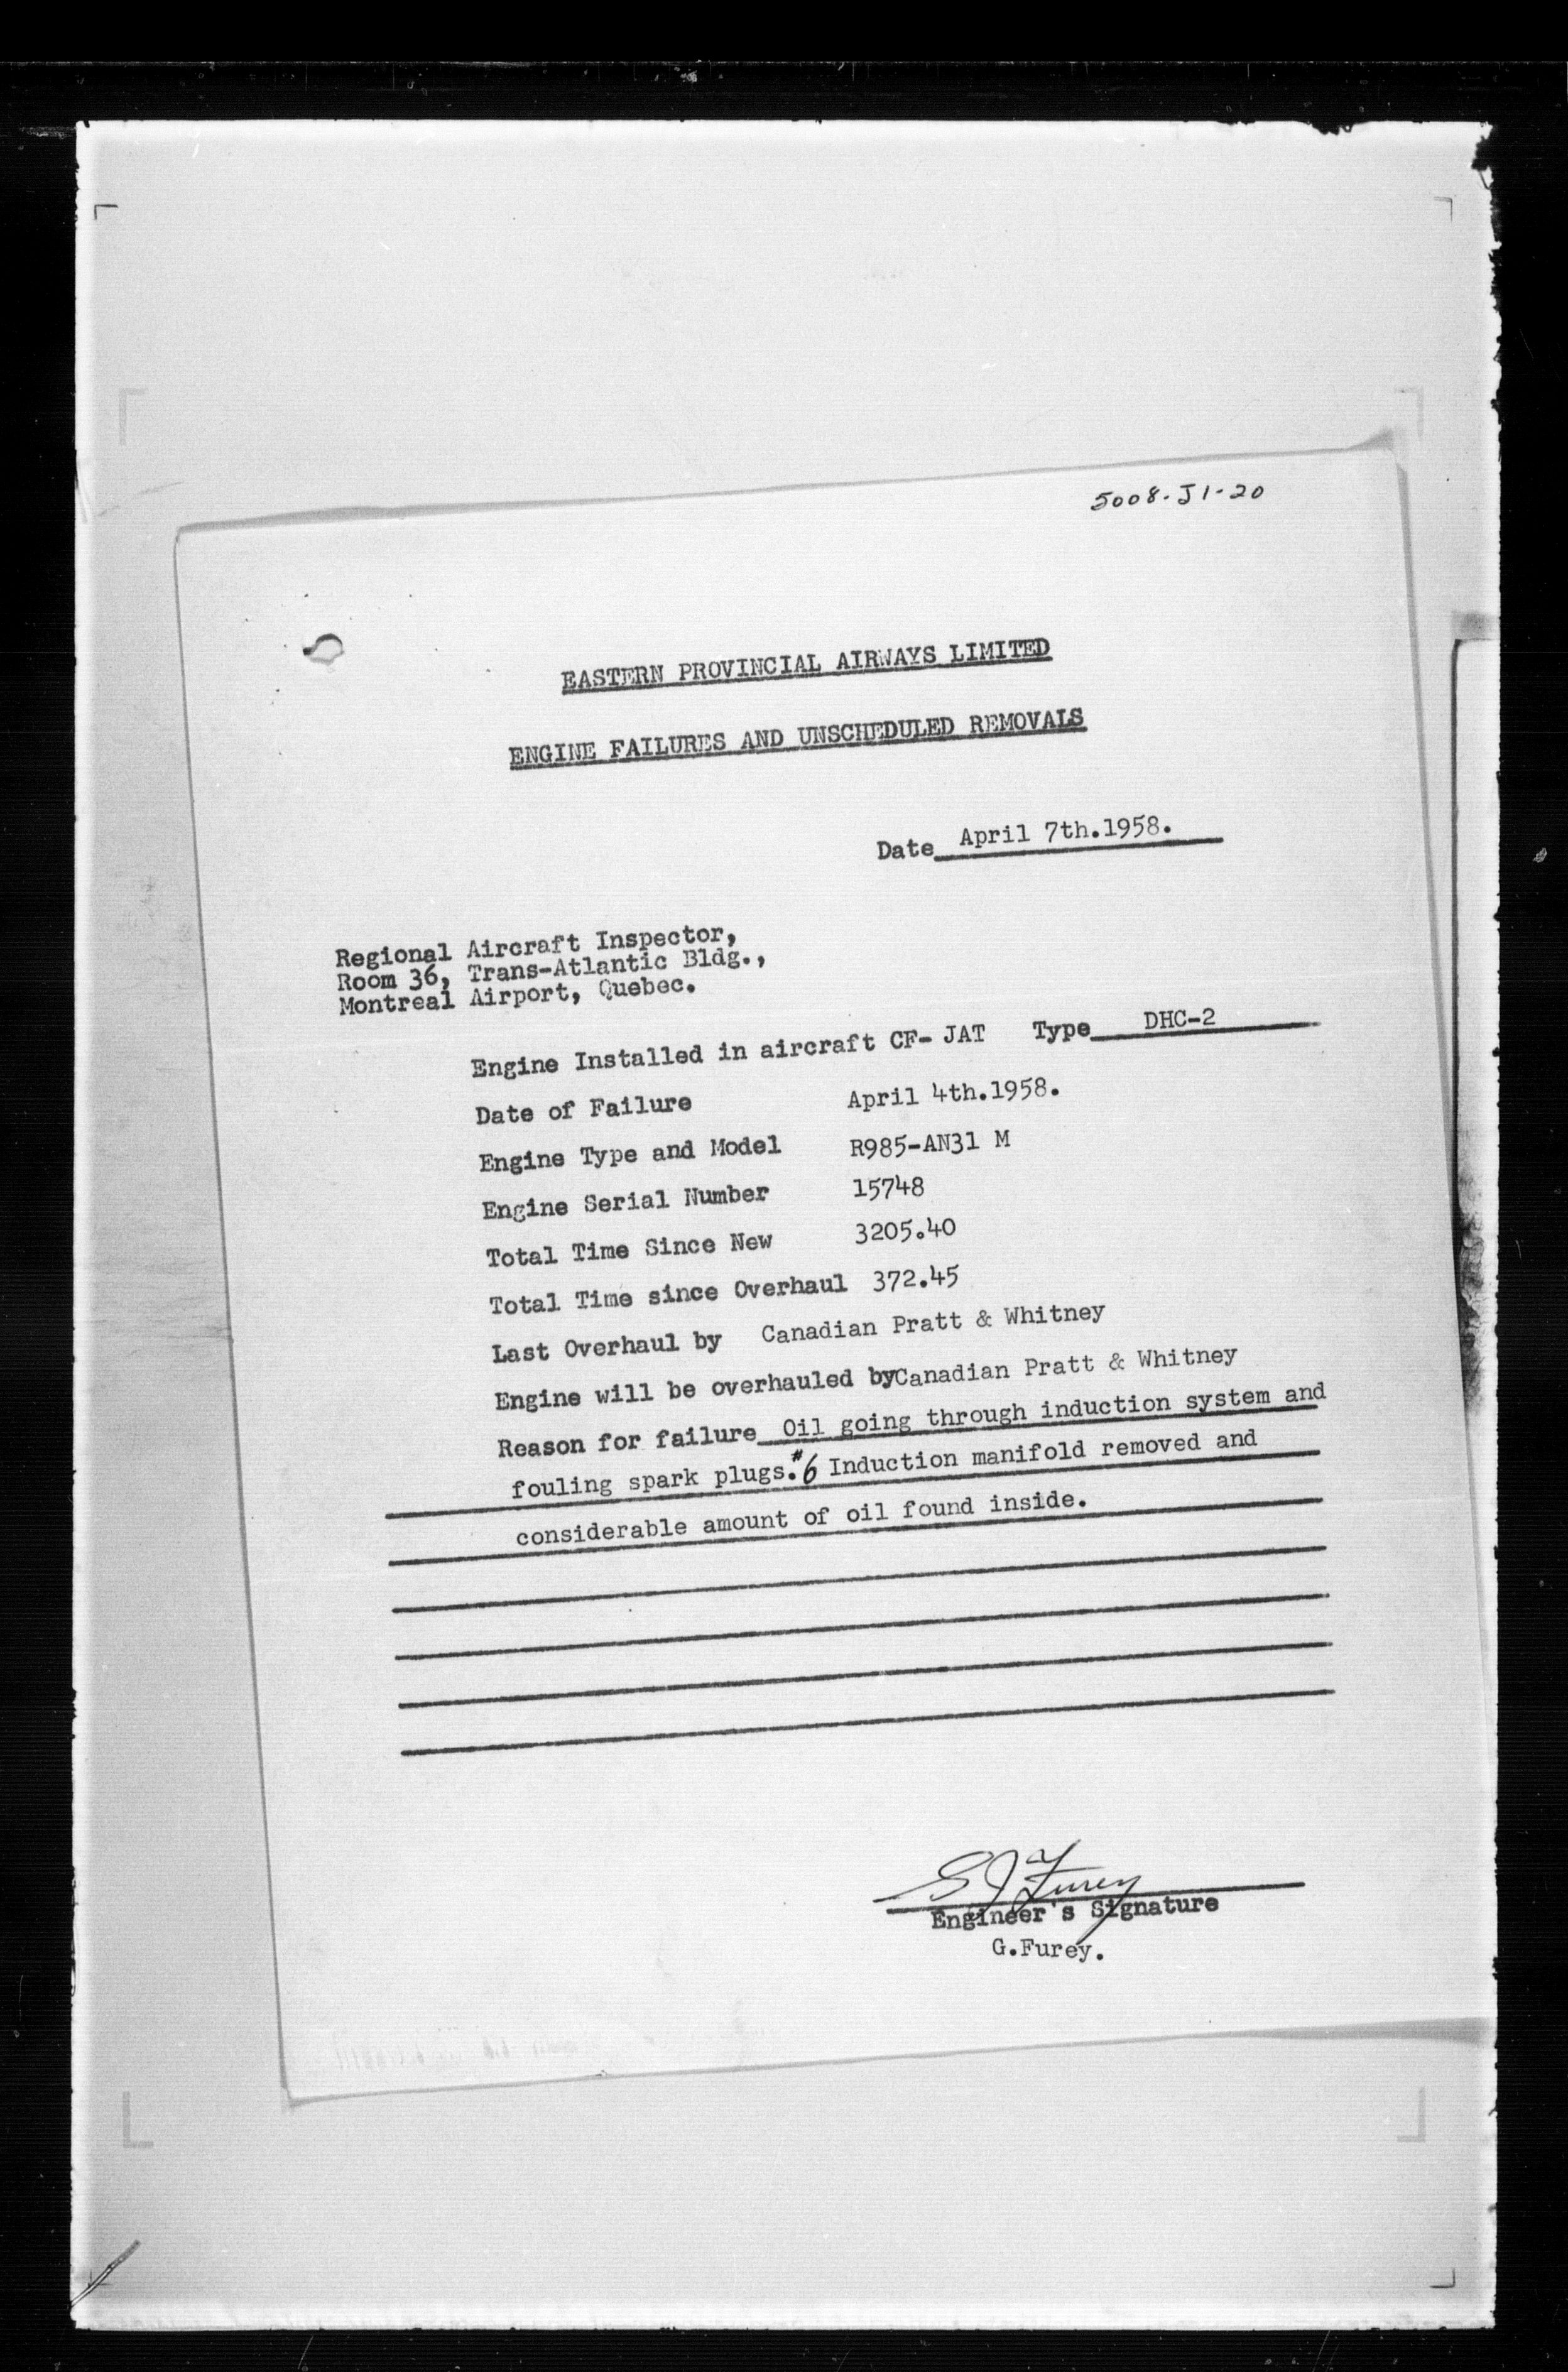 5008-J1-20
EASTERN PROVINCIAL AIRWAYS LIMITED
ENGINE FAILURES AND UNSCHEDULED REMOVALS
Date April 7th.1958.
Regional Aircraft Inspector,
Room 36, Trans-Atlantic Bldg.,
Montreal Airport, Quebec.
Engine Installed in aircraft CF- JAT Type DHC-2
Date of Failure April 4th.1958.
Engine Type and Model R985-AN31 M
Engine Serial Number 15748
Total Time Since New 3205.40
Total Time since Overhaul 372.45
Last Overhaul by Canadian Pratt & Whitney
Engine will be overhauled byCanadian Pratt & Whitney
Reason for failure Oil going through induction system and
fouling spark plugs.#6 Induction manifold removed and
considerable amount of oil found inside.
G J Furey
Engineer's Signature
G.Furey.